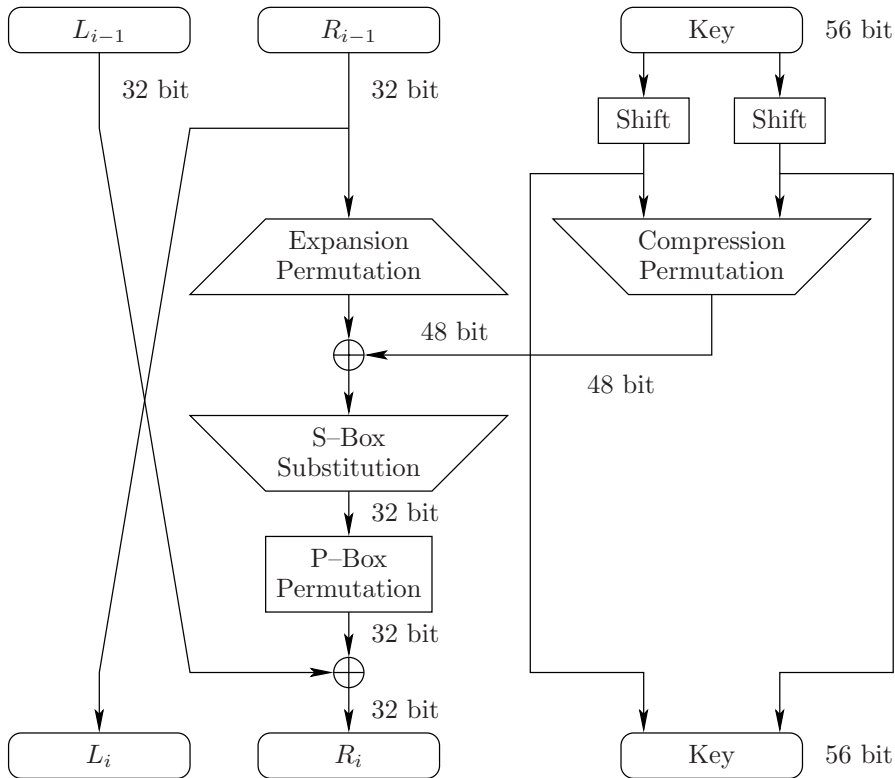 L_{i−1}
R_{i−1}
Key
56 bit
32 bit
32 bit
Shift
Shift
Expansion
Permutation
Compression
Permutation
48 bit
48 bit
S–Box
Substitution
32 bit
P–Box
Permutation
32 bit
32 bit
L_i
R_i
Key
56 bit